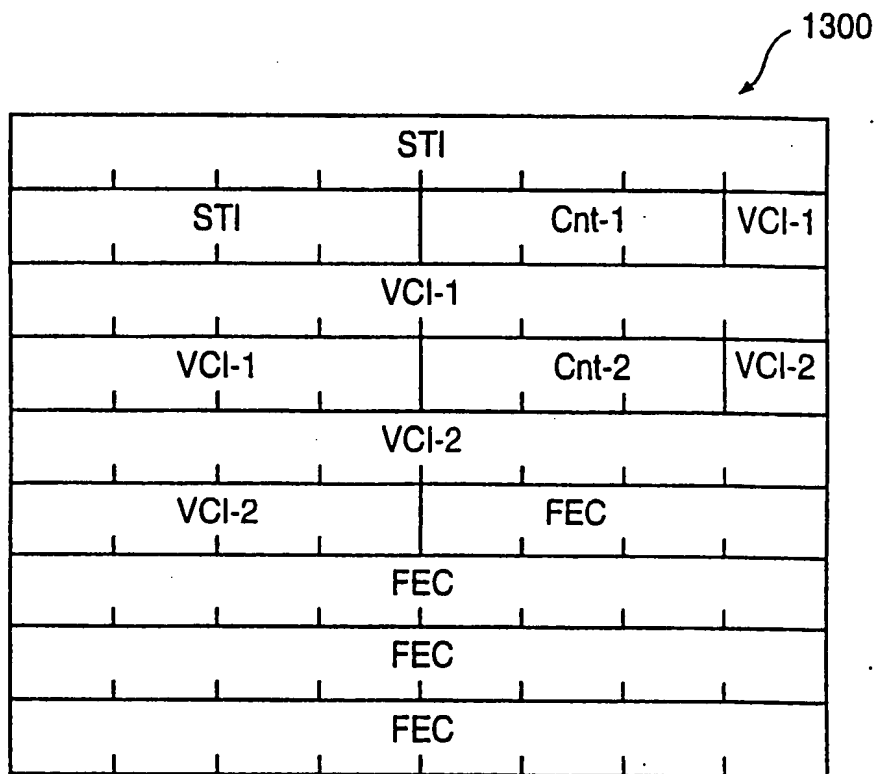 1300
STI
STI Cnt-1 VCI-1
VCI-1
VCI-1 Cnt-2 VCI-2
VCI-2
VCI-2 FEC
FEC
FEC
FEC